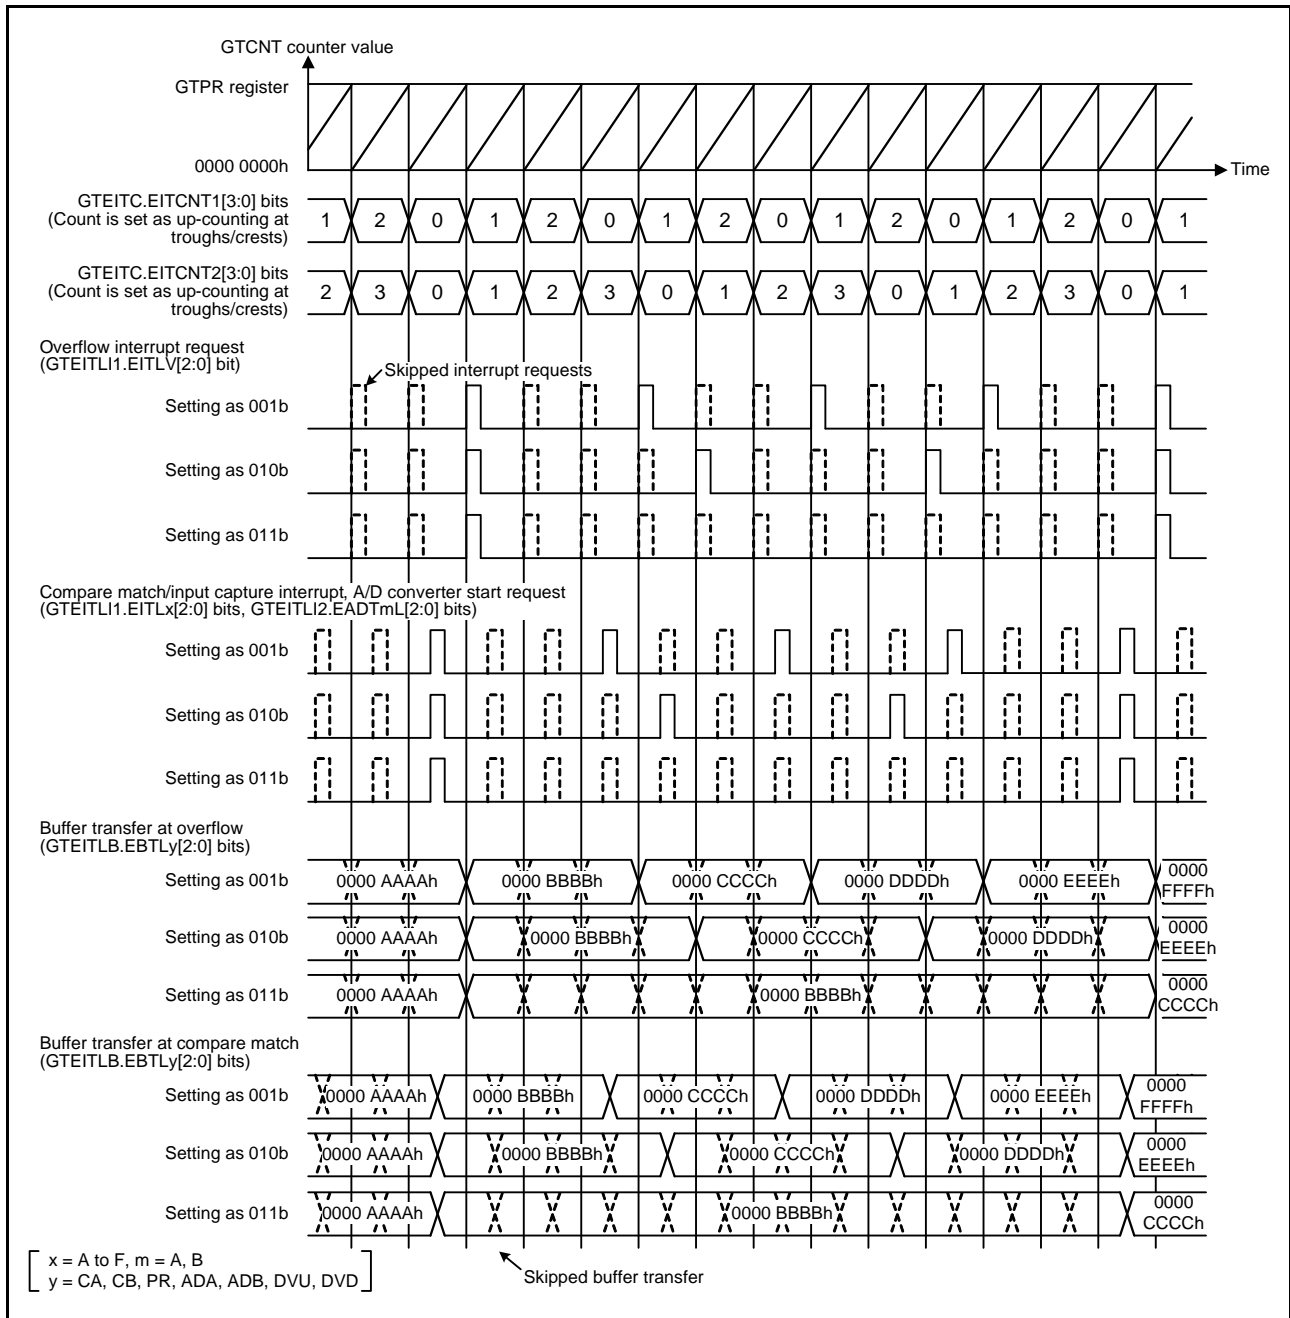 GTCNT counter value
GTPR register
0000 0000h
Time
GTEITC.EITCNT1[3:0] bits
(Count is set as up-counting at
troughs/crests)
1 2 0 1 2 0 1 2 0 1 2 0 1 2 0 1
GTEITC.EITCNT2[3:0] bits
(Count is set as up-counting at
troughs/crests)
2 3 0 1 2 3 0 1 2 3 0 1 2 3 0 1
Overflow interrupt request
(GTEITLI1.EITLV[2:0] bit)
Skipped interrupt requests
Setting as 001b
Setting as 010b
Setting as 011b
Compare match/input capture interrupt, A/D converter start request
(GTEITLI1.EITLx[2:0] bits, GTEITLI2.EADTmL[2:0] bits)
Setting as 001b
Setting as 010b
Setting as 011b
Buffer transfer at overflow
(GTEITLB.EBTLy[2:0] bits)
Setting as 001b 0000 AAAAh 0000 BBBBh 0000 CCCCh 0000 DDDDh 0000 EEEEh 0000
FFFFh
Setting as 010b 0000 AAAAh 0000 BBBBh 0000 CCCCh 0000 DDDDh 0000
EEEEh
Setting as 011b 0000 AAAAh 0000 BBBBh 0000
CCCCh
Buffer transfer at compare match
(GTEITLB.EBTLy[2:0] bits)
Setting as 001b 0000 AAAAh 0000 BBBBh 0000 CCCCh 0000 DDDDh 0000 EEEEh 0000
FFFFh
Setting as 010b 0000 AAAAh 0000 BBBBh 0000 CCCCh 0000 DDDDh 0000
EEEEh
Setting as 011b 0000 AAAAh 0000 BBBBh 0000
CCCCh
x = A to F, m = A, B
y = CA, CB, PR, ADA, ADB, DVU, DVD
Skipped buffer transfer